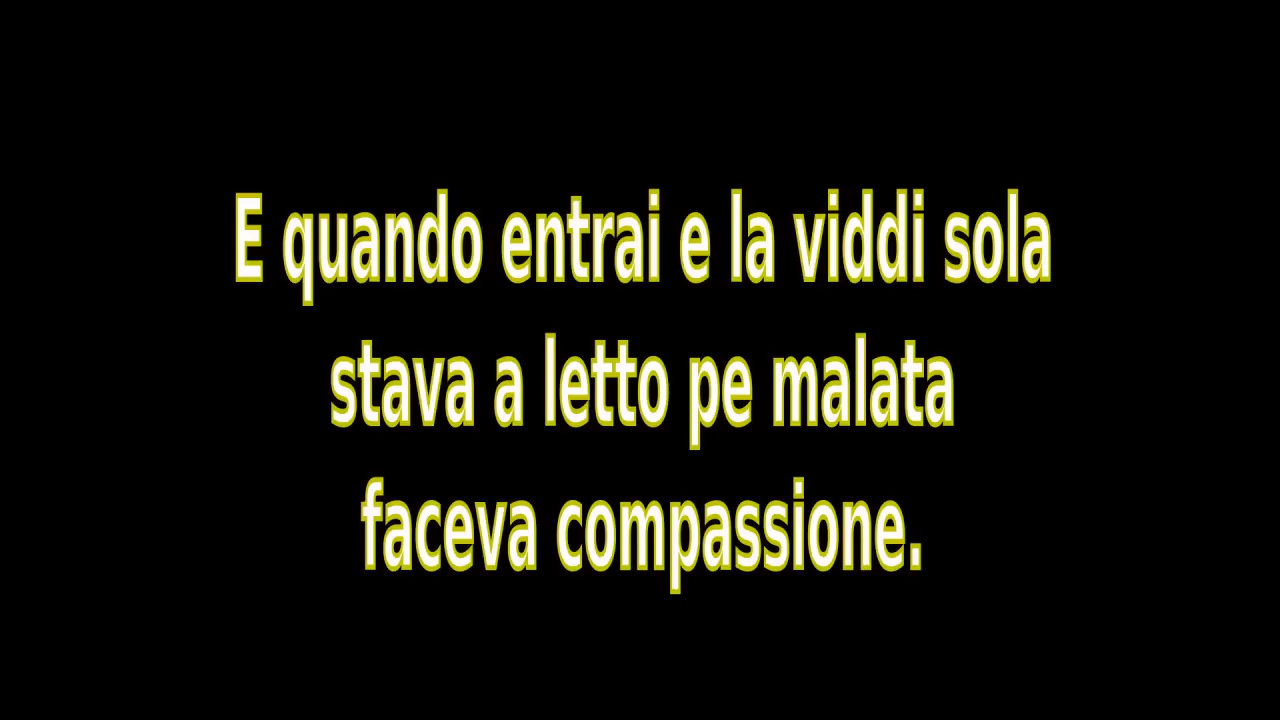 E quando entrai e la viddi sola
stava a letto pe malata
faceva compassione.